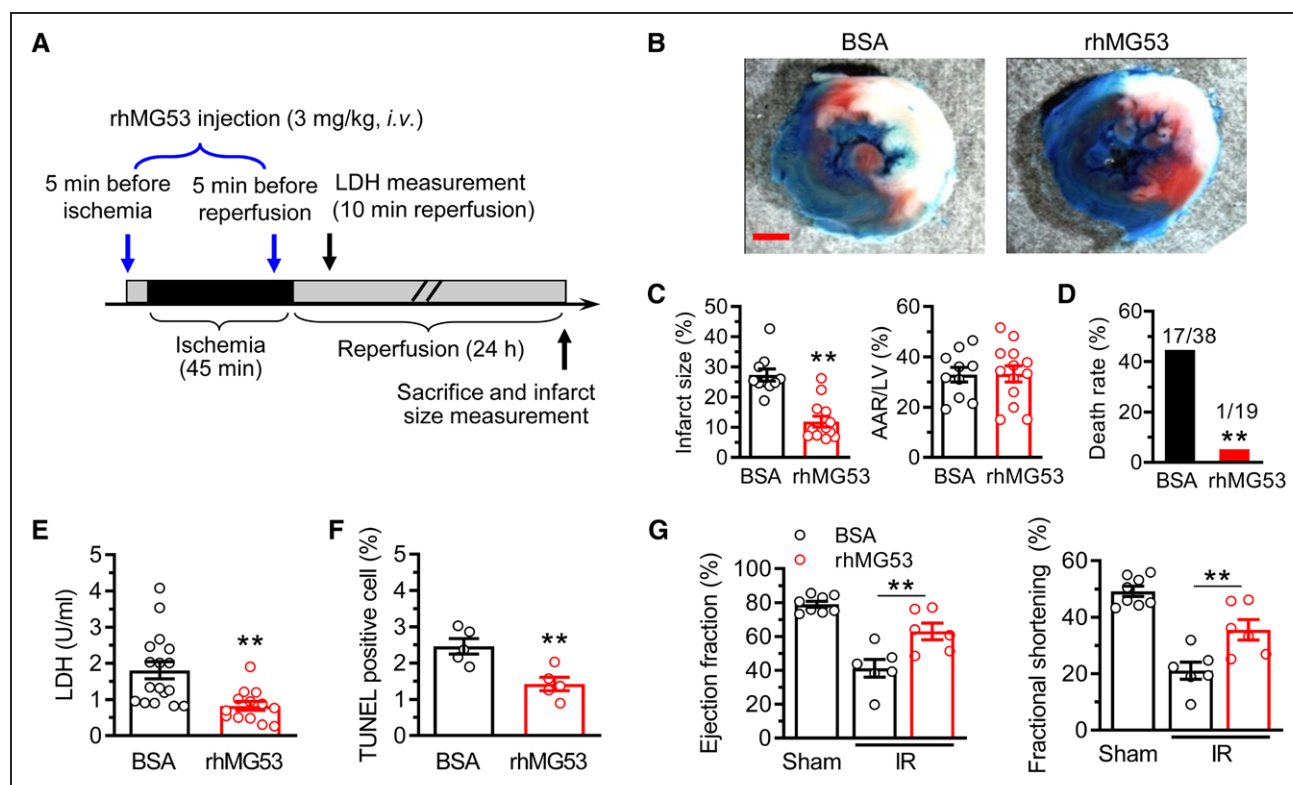 A
rhMG53 injection (3 mg/kg, i.v.)
5 min before
ischemia
5 min before
reperfusion
LDH measurement
(10 min reperfusion)
Ischemia
(45 min)
Reperfusion (24 h)
Sacrifice and infarct
size measurement
B
BSA
rhMG53
C
Infarct size (%)
50
40
30
20
10
0
**
BSA
rhMG53
AAR/LV (%)
60
40
20
0
BSA
rhMG53
D
Death rate (%)
60
40
20
0
17/38
1/19
**
BSA
rhMG53
E
LDH (U/ml)
5
4
3
2
1
0
**
BSA
rhMG53
F
TUNEL positive cell (%)
5
4
3
2
1
0
**
BSA
rhMG53
G
BSA
rhMG53
Ejection fraction (%)
100
80
60
40
20
0
**
Sham
IR
Fractional shortening (%)
60
40
20
0
**
Sham
IR